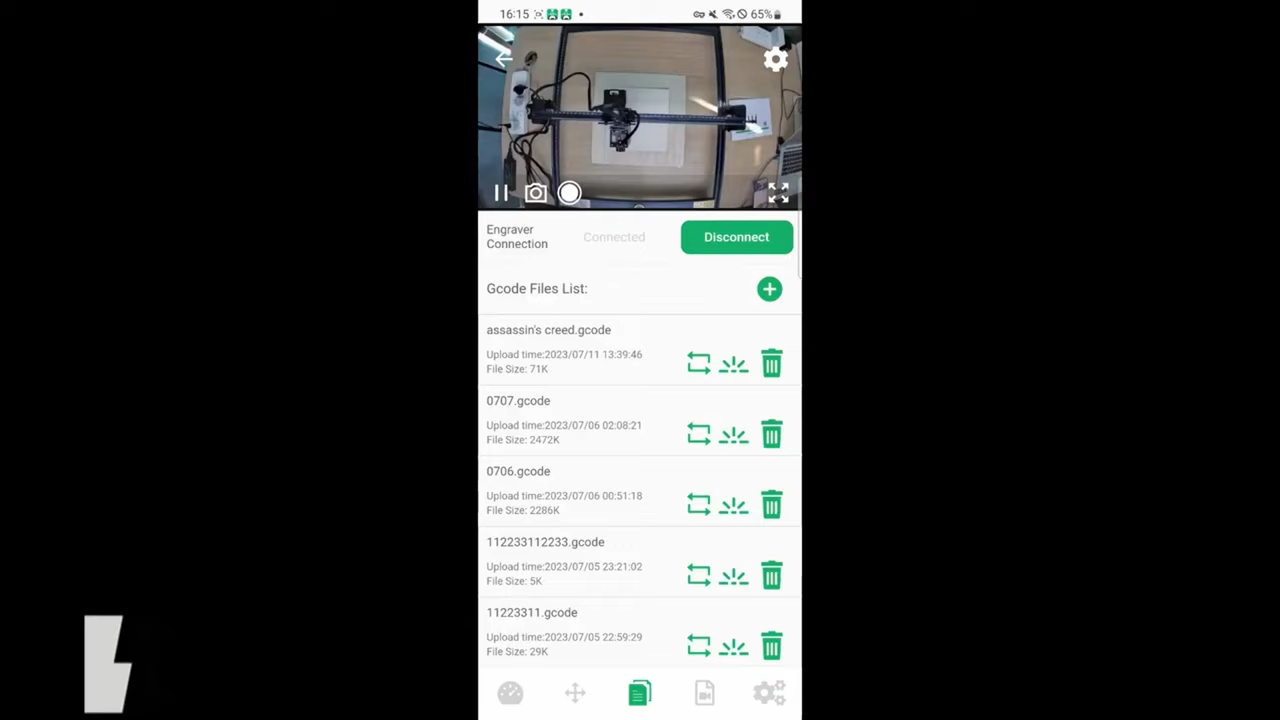 16:15
65%
Engraver
Connection
Connected
Disconnect
Gcode Files List:
assassin's creed.gcode
Upload time:2023/07/11 13:39:46
File Size: 71K
0707.gcode
Upload time:2023/07/06 02:08:21
File Size: 2472K
0706.gcode
Upload time:2023/07/06 00:51:18
File Size: 2286K
112233112233.gcode
Upload time:2023/07/05 23:21:02
File Size: 5K
11223311.gcode
Upload time:2023/07/05 22:59:29
File Size: 29K